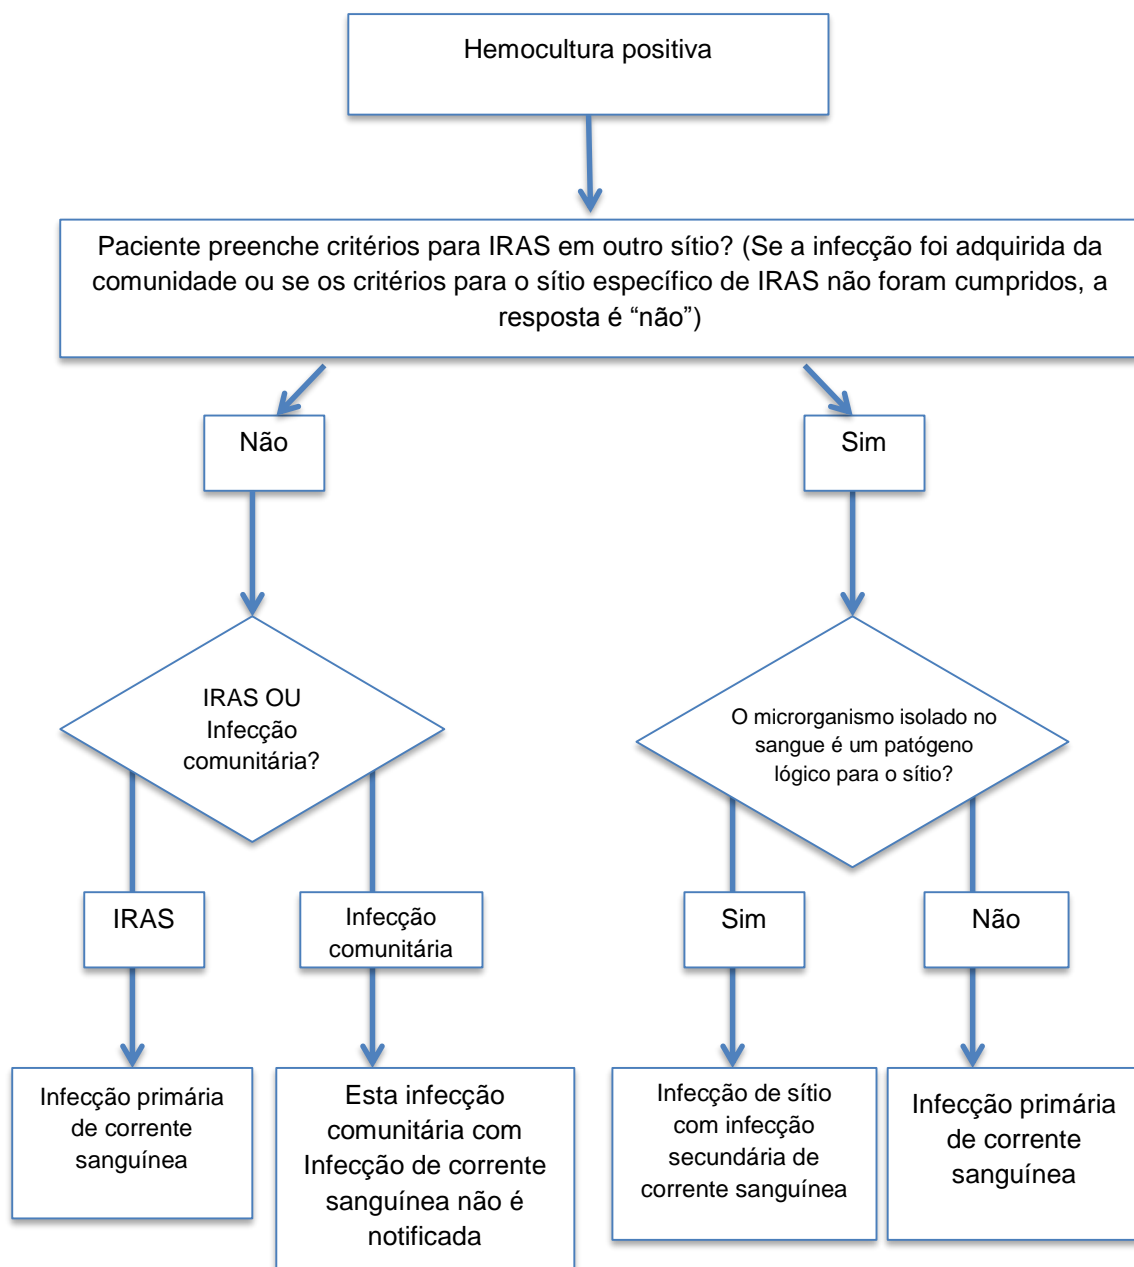 Hemocultura positiva
Paciente preenche critérios para IRAS em outro sítio? (Se a infecção foi adquirida da
comunidade ou se os critérios para o sítio específico de IRAS não foram cumpridos, a
resposta é “não”)
Não
Sim
IRAS OU
Infecção
comunitária?
O microrganismo isolado no
sangue é um patógeno
lógico para o sítio?
IRAS
Infecção
comunitária
Sim
Não
Infecção primária
de corrente
sanguínea
Esta infecção
comunitária com
Infecção de corrente
sanguínea não é
notificada
Infecção de sítio
com infecção
secundária de
corrente sanguínea
Infecção primária
de corrente
sanguínea